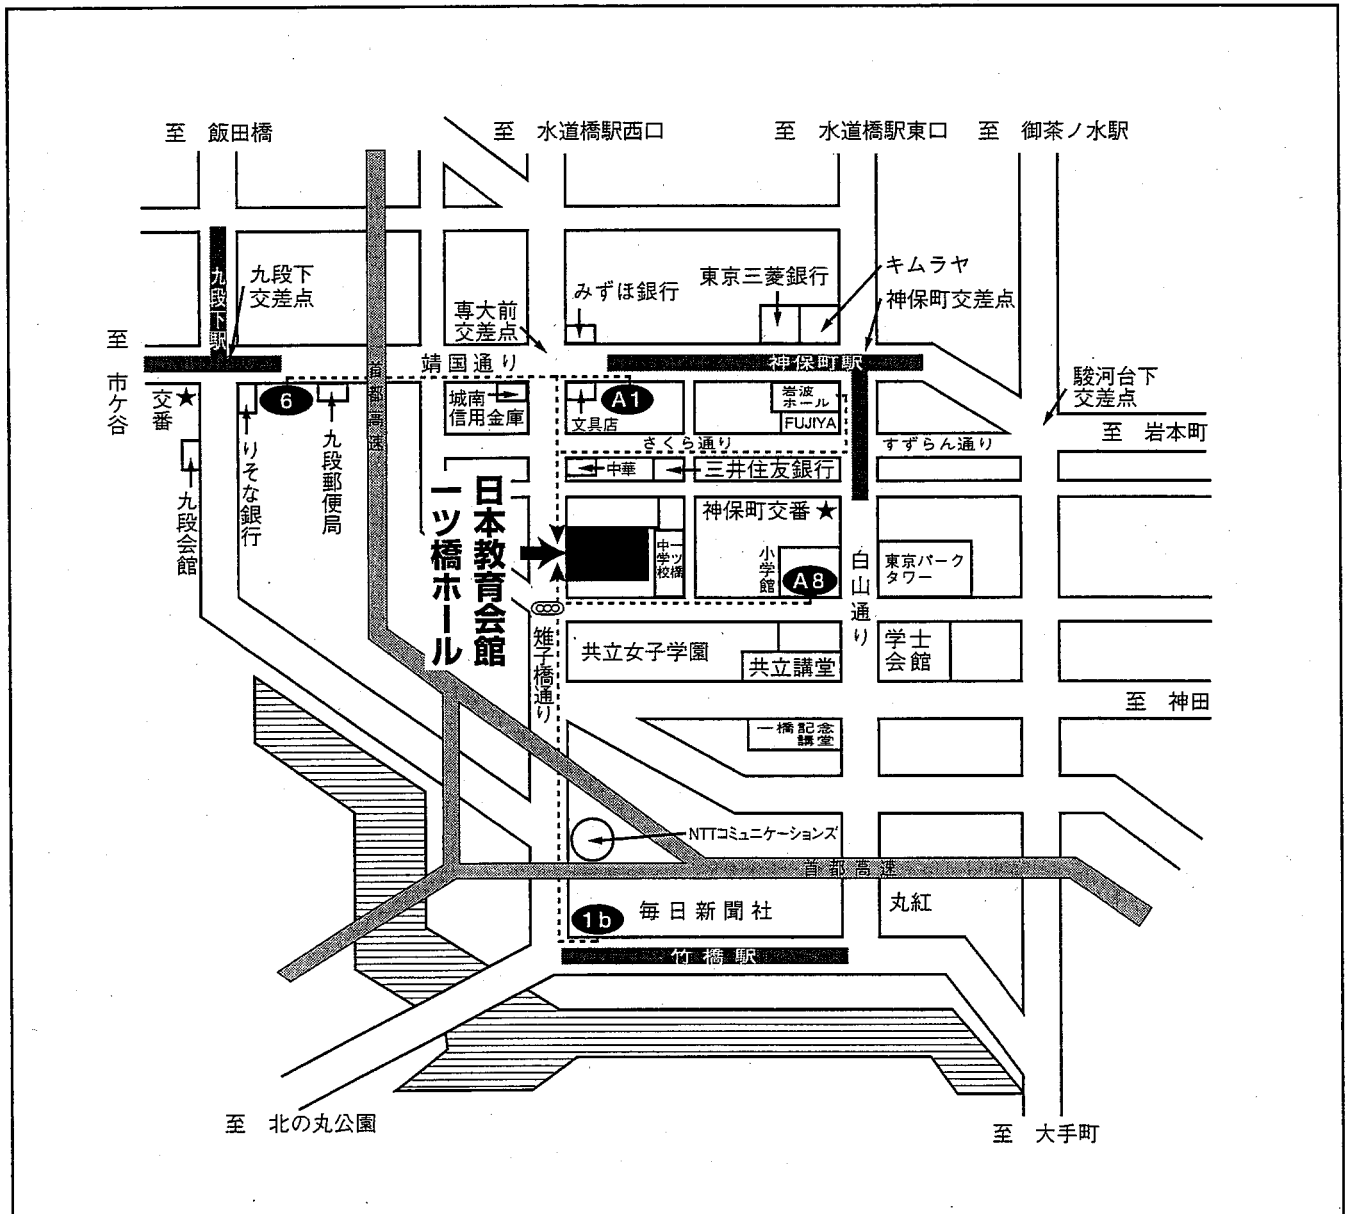 至 飯田橋
至 水道橋駅西口
至 水道橋駅東口
至 御茶ノ水駅
九段下駅
九段下
交差点
専大前
交差点
みずほ銀行
東京三菱銀行
キムラヤ
神保町交差点
至 市ケ谷
靖国通り
神保町駅
首都高速
駿河台下
交差点
交番★
6
城南
信用金庫
文具店
A1
岩波
ホール
FUJIYA
さくら通り
すずらん通り
至 岩本町
りそな銀行
九段郵便局
九段会館
中華
三井住友銀行
日本教育会館
一ツ橋ホール
一ツ橋
中学校
神保町交番★
小学館
A8
白山通り
東京パーク
タワー
雉子橋通り
共立女子学園
共立講堂
学士
会館
至 神田
一橋記念
講堂
NTTコミュニケーションズ
首都高速
1b
毎日新聞社
丸紅
竹橋駅
至 北の丸公園
至 大手町